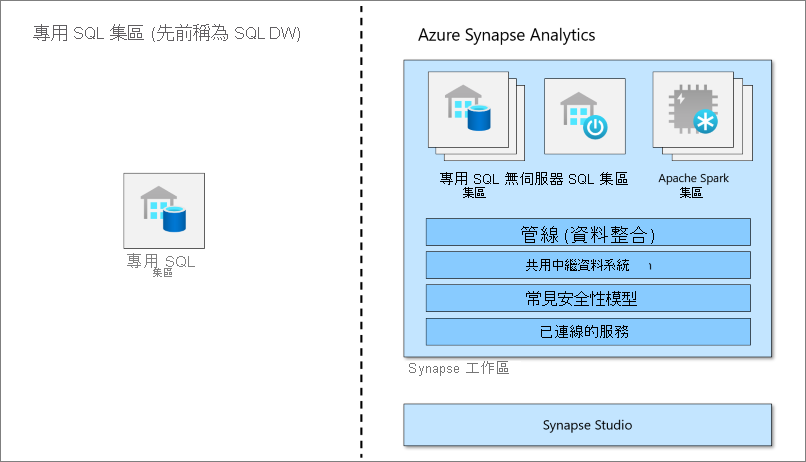 專用 SQL 集區 (先前稱為 SQL DW)
專用 SQL
集區
Azure Synapse Analytics
專用 SQL
集區
無伺服器 SQL 集區
Apache Spark
集區
管線 (資料整合)
共用中繼資料系統
常見安全性模型
已連線的服務
Synapse 工作區
Synapse Studio